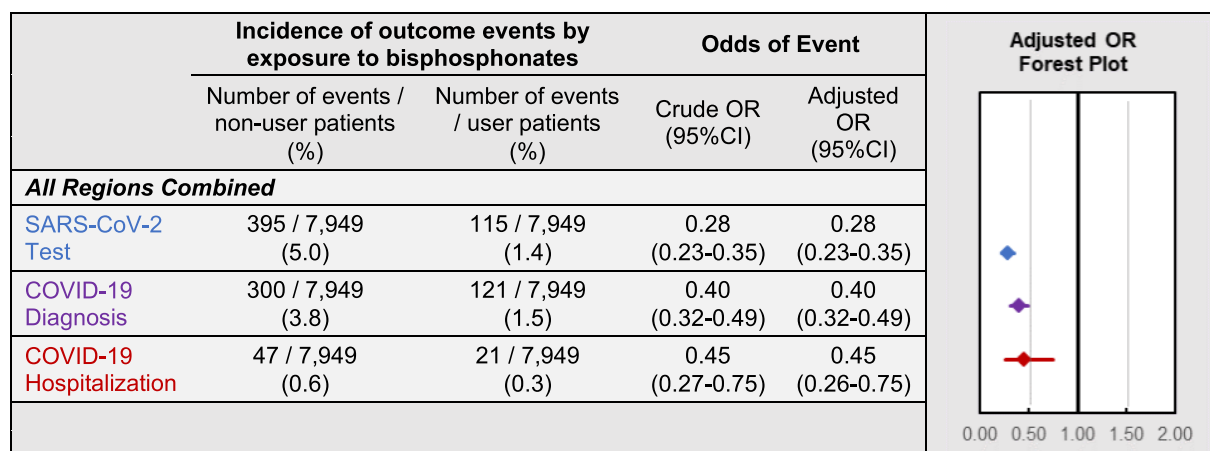 Incidence of outcome events by
exposure to bisphosphonates
Odds of Event
Adjusted OR
Forest Plot
Number of events /
non-user patients
(%)
Number of events
/ user patients
(%)
Crude OR
(95%CI)
Adjusted
OR
(95%CI)
All Regions Combined
SARS-CoV-2
Test
395 / 7,949
(5.0)
115 / 7,949
(1.4)
0.28
(0.23-0.35)
0.28
(0.23-0.35)
COVID-19
Diagnosis
300 / 7,949
(3.8)
121 / 7,949
(1.5)
0.40
(0.32-0.49)
0.40
(0.32-0.49)
COVID-19
Hospitalization
47 / 7,949
(0.6)
21 / 7,949
(0.3)
0.45
(0.27-0.75)
0.45
(0.26-0.75)
0.00 0.50 1.00 1.50 2.00